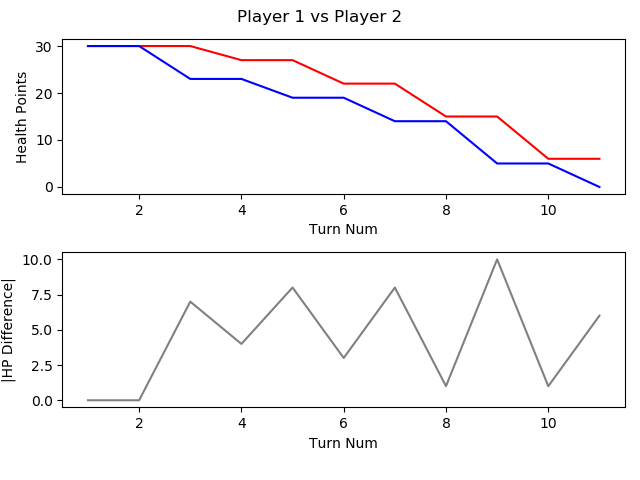 Player 1 vs Player 2
Health Points
30
20
10
0
2 4 6 8 10
Turn Num
|HP Difference|
10.0
7.5
5.0
2.5
0.0
2 4 6 8 10
Turn Num